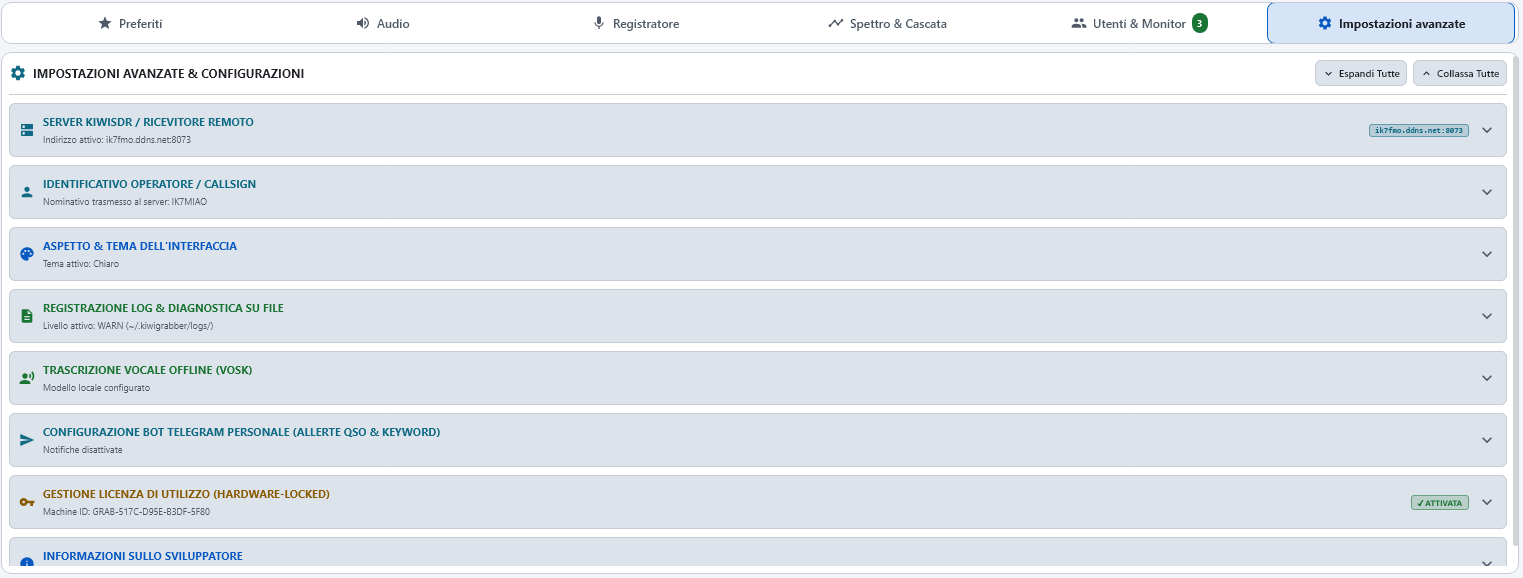 Preferiti
Audio
Registratore
Spettro & Cascata
Utenti & Monitor 3
Impostazioni avanzate
IMPOSTAZIONI AVANZATE & CONFIGURAZIONI
Espandi Tutte
Collassa Tutte
SERVER KIWISDR / RICEVITORE REMOTO
Indirizzo attivo: ik7fmo.ddns.net:8073
ik7fmo.ddns.net:8073
IDENTIFICATIVO OPERATORE / CALLSIGN
Nominativo trasmesso al server: IK7MIAO
ASPETTO & TEMA DELL'INTERFACCIA
Tema attivo: Chiaro
REGISTRAZIONE LOG & DIAGNOSTICA SU FILE
Livello attivo: WARN (~/.kiwigrabber/logs/)
TRASCRIZIONE VOCALE OFFLINE (VOSK)
Modello locale configurato
CONFIGURAZIONE BOT TELEGRAM PERSONALE (ALLERTE QSO & KEYWORD)
Notifiche disattivate
GESTIONE LICENZA DI UTILIZZO (HARDWARE-LOCKED)
Machine ID: GRAB-517C-D95E-B3DF-5F80
✓ ATTIVATA
INFORMAZIONI SULLO SVILUPPATORE